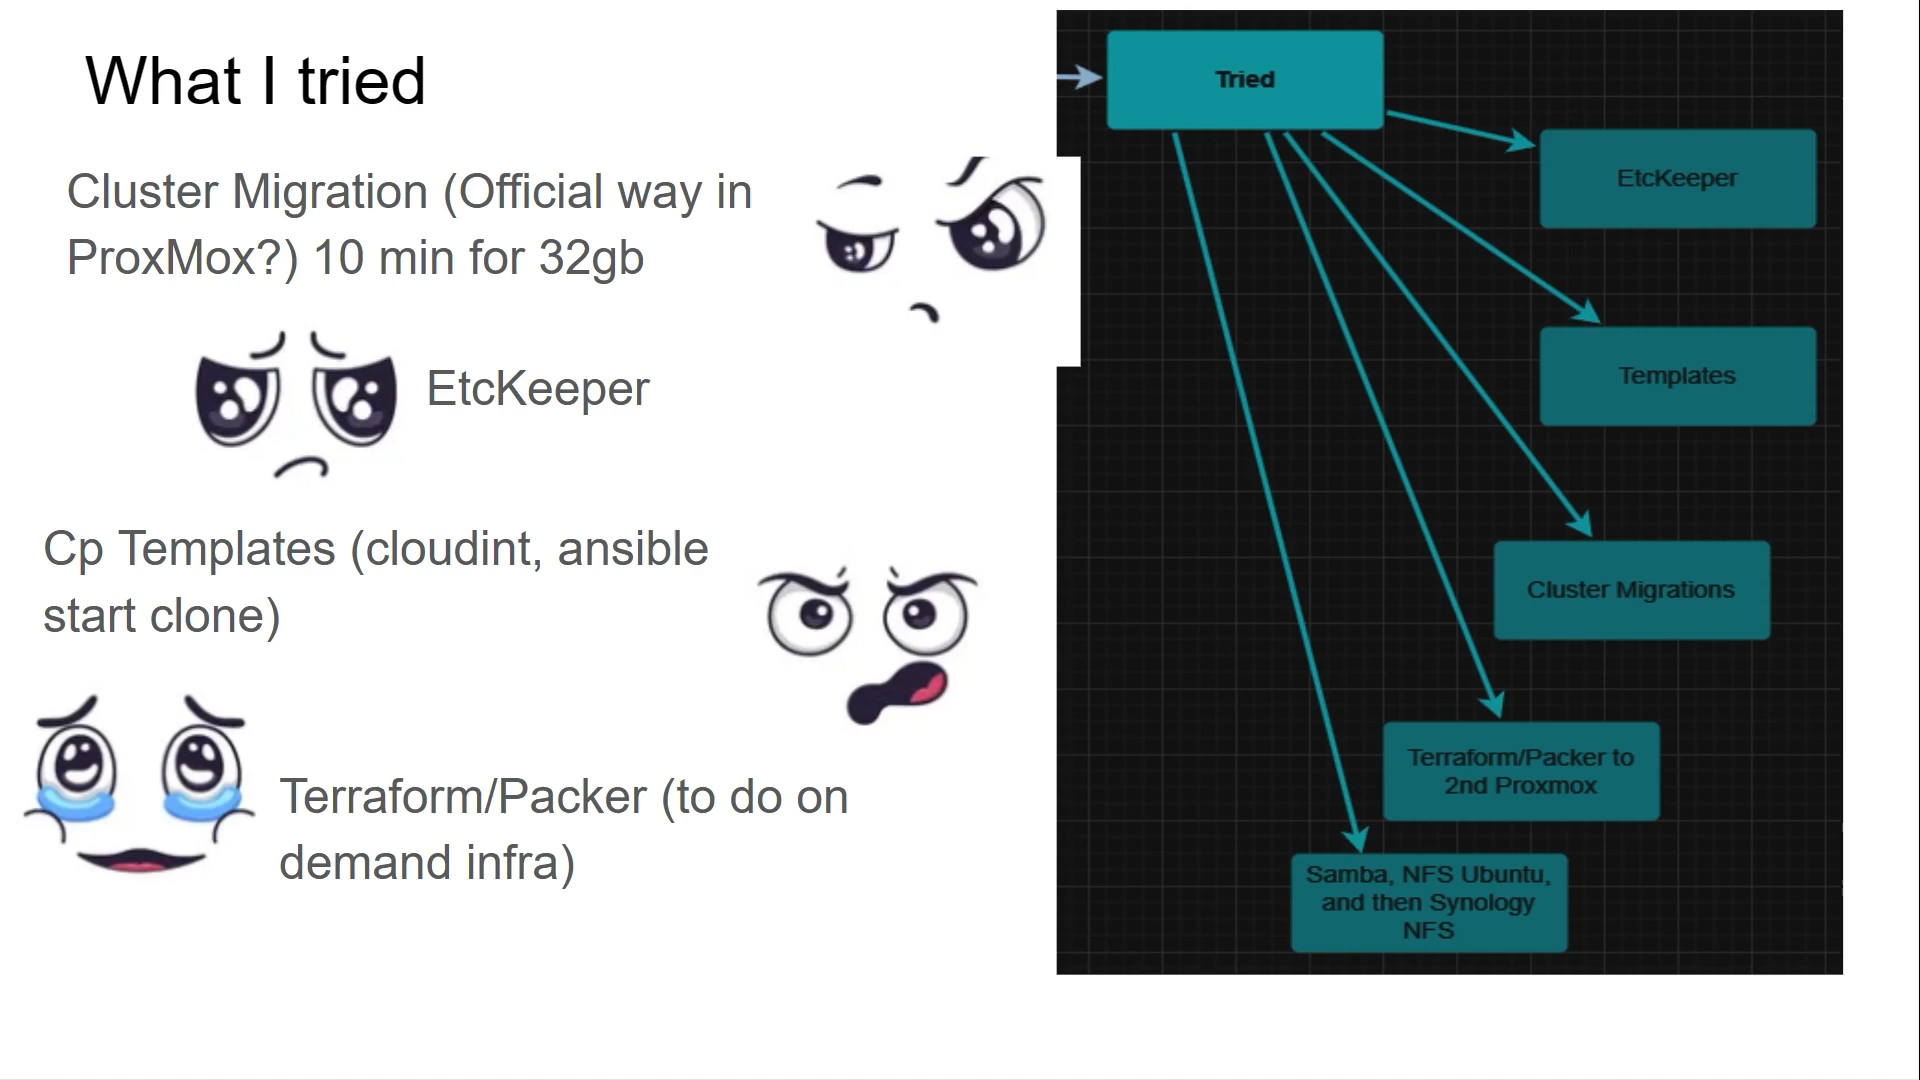 What I tried
Cluster Migration (Official way in
ProxMox?) 10 min for 32gb
EtcKeeper
Cp Templates (cloudint, ansible
start clone)
Terraform/Packer (to do on
demand infra)
Tried
EtcKeeper
Templates
Cluster Migrations
Terraform/Packer to
2nd Proxmox
Samba, NFS Ubuntu,
and then Synology
NFS